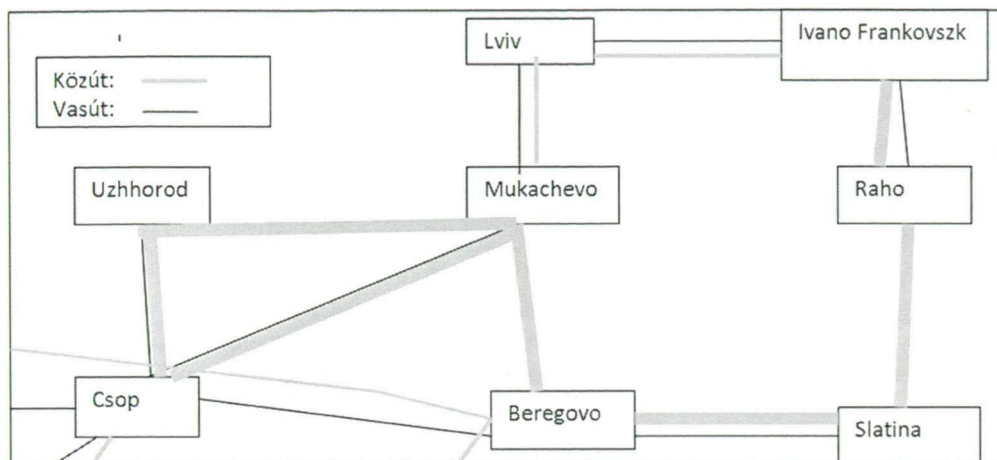 Lviv
Ivano Frankovszk
Közút:
Vasút:
Uzhhorod
Mukachevo
Raho
Csop
Beregovo
Slatina